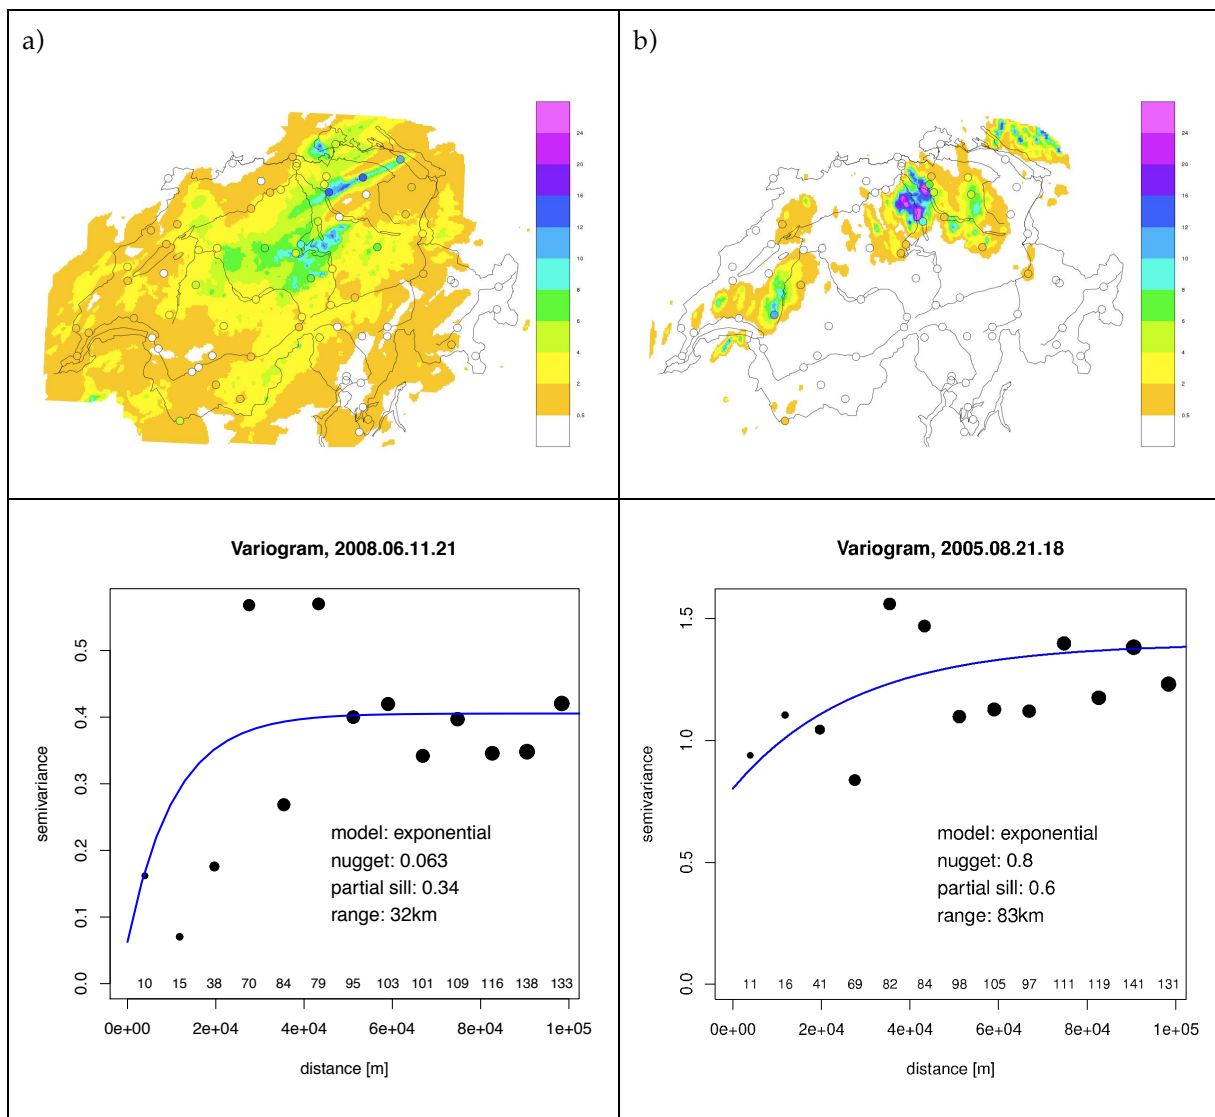 a)
24
20
16
12
10
8
6
4
2
0.5
b)
24
20
16
12
10
8
6
4
2
0.5
Variogram, 2008.06.11.21
semivariance
0.5
0.4
0.3
0.2
0.1
0.0
model: exponential
nugget: 0.063
partial sill: 0.34
range: 32km
10 15 38 70 84 79 95 103 101 109 116 138 133
0e+00 2e+04 4e+04 6e+04 8e+04 1e+05
distance [m]
Variogram, 2005.08.21.18
semivariance
1.5
1.0
0.5
0.0
model: exponential
nugget: 0.8
partial sill: 0.6
range: 83km
11 16 41 69 82 84 98 105 97 111 119 141 131
0e+00 2e+04 4e+04 6e+04 8e+04 1e+05
distance [m]